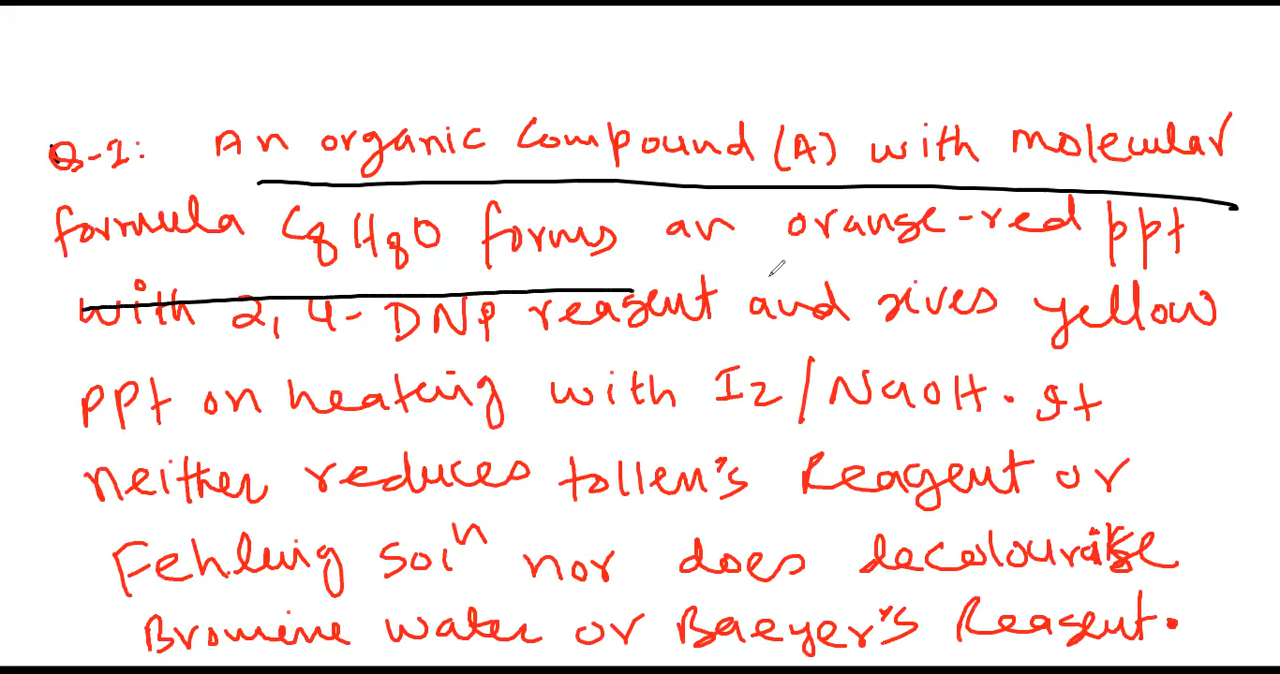 Q-1: An organic compound (A) with molecular
formula C8H8O forms an orange-red ppt
with 2,4-DNP reagent and gives yellow
ppt on heating with I2/NaOH. It
neither reduces tollen's Reagent or
Fehling soln nor does decolourise
Bromine water or Baeyer's Reagent.